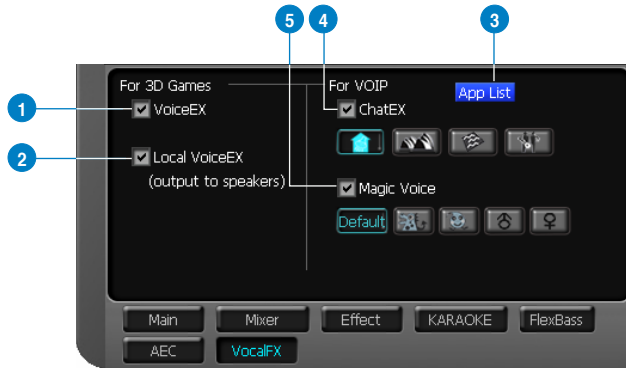 5 4 3
For 3D Games For VOIP App List
1 VoiceEX ChatEX
2 Local VoiceEX
(output to speakers)
Magic Voice
Default
Main Mixer Effect KARAOKE FlexBass
AEC VocalFX